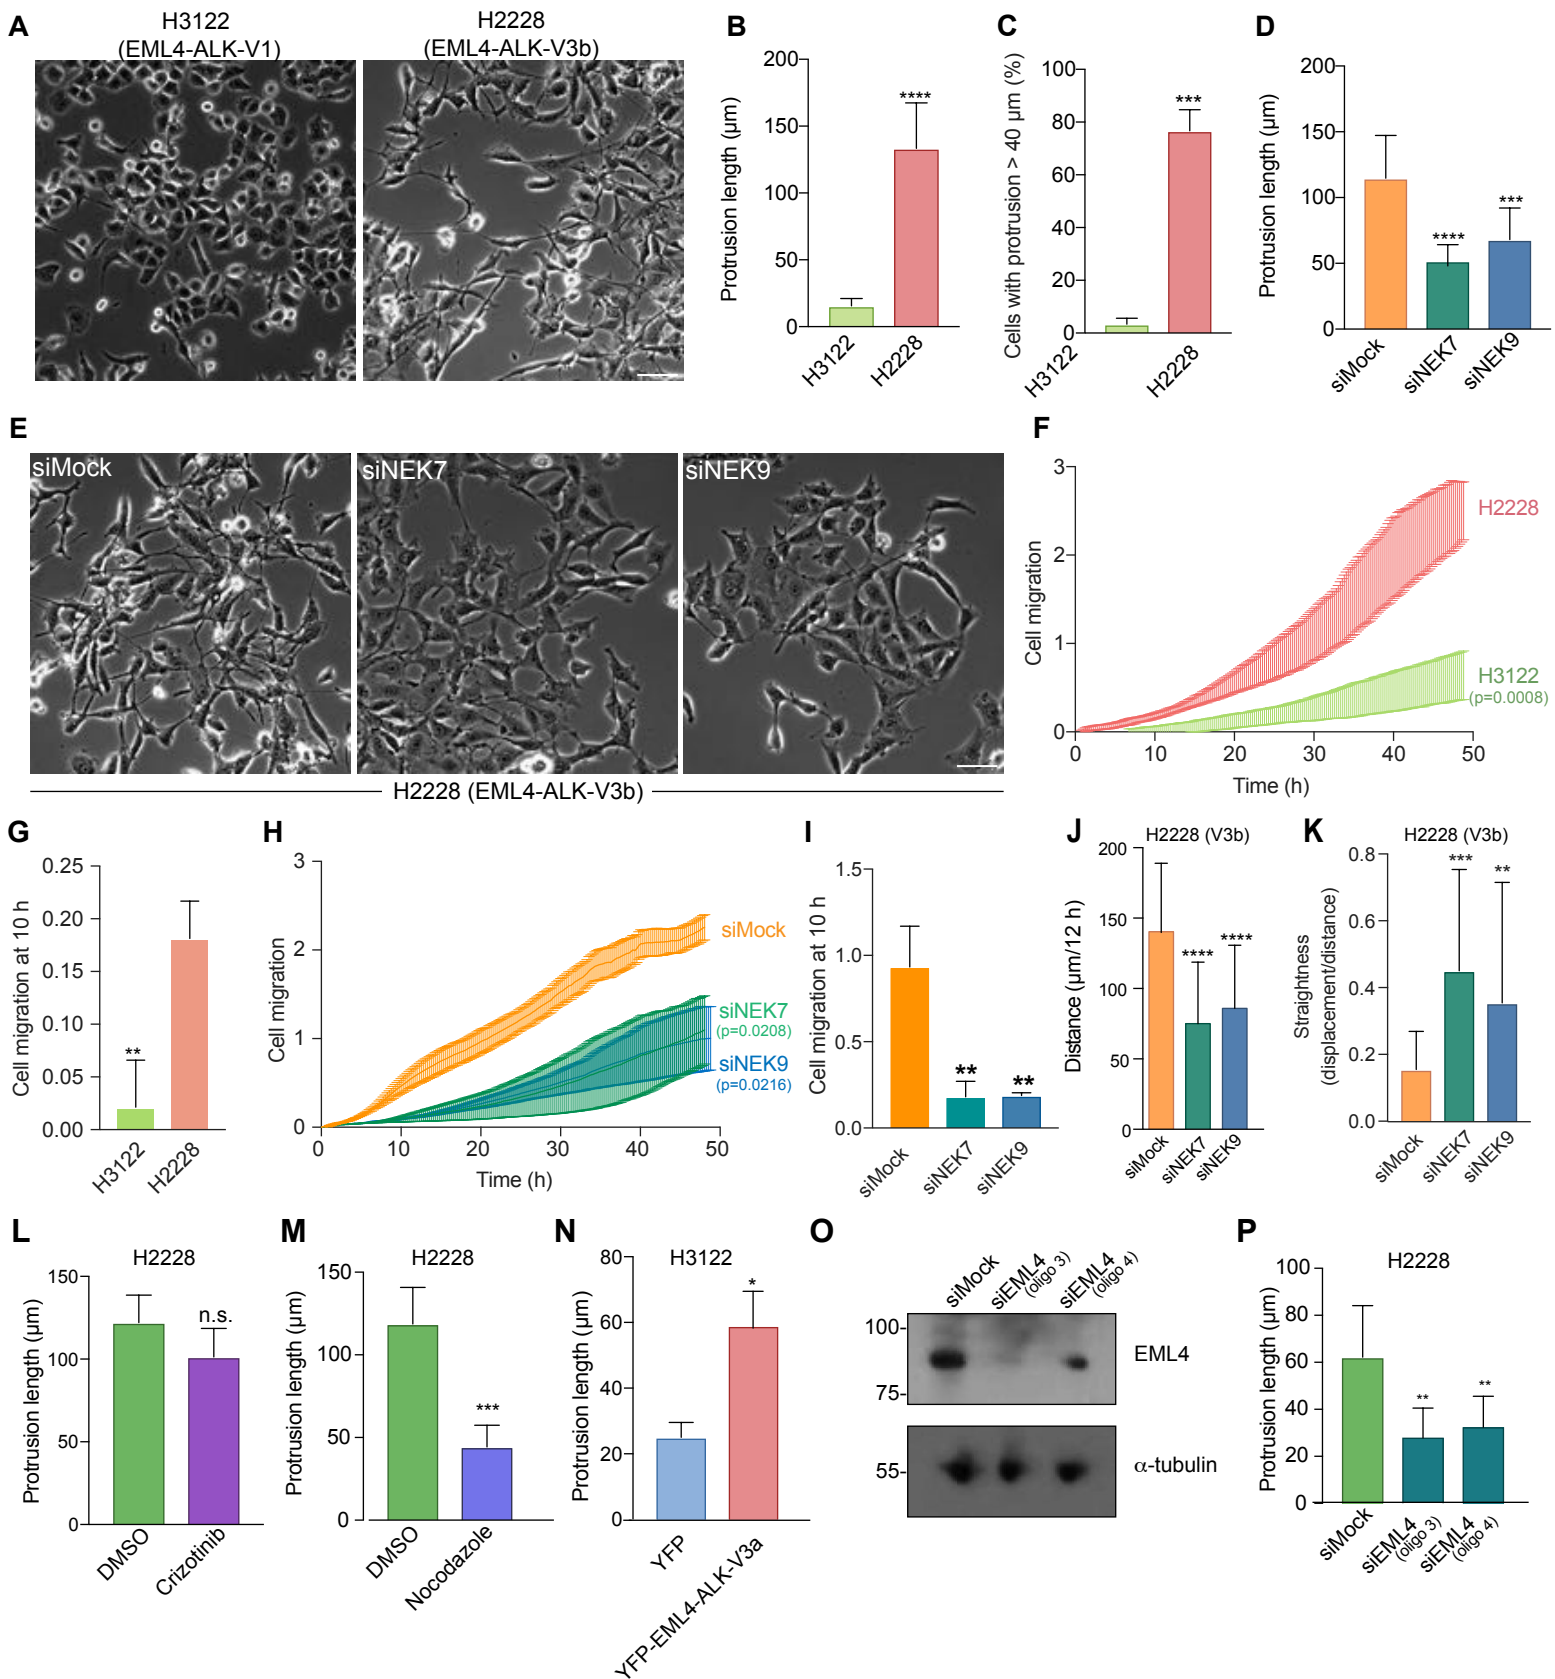 A
H3122
(EML4-ALK-V1)
H2228
(EML4-ALK-V3b)
B
Protrusion length (µm)
200
150
100
50
0
****
H3122
H2228
C
Cells with protrusion > 40 µm (%)
100
80
60
40
20
0
***
H3122
H2228
D
Protrusion length (µm)
200
150
100
50
0
****
***
siMock
siNEK7
siNEK9
E
siMock
siNEK7
siNEK9
H2228 (EML4-ALK-V3b)
F
Cell migration
3
2
1
0
H2228
H3122
(p=0.0008)
0 10 20 30 40 50
Time (h)
G
Cell migration at 10 h
0.25
0.20
0.15
0.10
0.05
0.00
**
H3122
H2228
H
Cell migration
3
2
1
0
siMock
siNEK7
(p=0.0208)
siNEK9
(p=0.0216)
0 10 20 30 40 50
Time (h)
I
Cell migration at 10 h
1.5
1.0
0.5
0.0
**
**
siMock
siNEK7
siNEK9
J
H2228 (V3b)
Distance (µm/12 h)
200
150
100
50
0
****
****
siMock
siNEK7
siNEK9
K
H2228 (V3b)
Straightness
(displacement/distance)
0.8
0.6
0.4
0.2
0.0
***
**
siMock
siNEK7
siNEK9
L
H2228
Protrusion length (µm)
150
100
50
0
n.s.
DMSO
Crizotinib
M
H2228
Protrusion length (µm)
150
100
50
0
***
DMSO
Nocodazole
N
H3122
Protrusion length (µm)
80
60
40
20
0
*
YFP
YFP-EML4-ALK-V3a
O
siMock
siEML4
(oligo 3)
siEML4
(oligo 4)
100
75
EML4
55
α-tubulin
P
H2228
Protrusion length (µm)
100
80
60
40
20
0
**
**
siMock
siEML4
(oligo 3)
siEML4
(oligo 4)